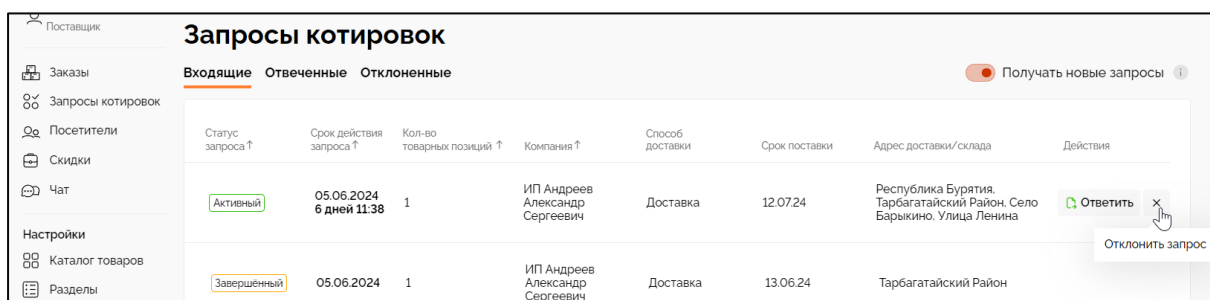 Поставщик
Запросы котировок
Заказы
Входящие Отвеченные Отклоненные
Получать новые запросы i
Запросы котировок
Посетители
Скидки
Чат
Статус запроса↑
Срок действия запроса↑
Кол-во товарных позиций ↑
Компания↑
Способ доставки
Срок поставки
Адрес доставки/склада
Действия
Активный
05.06.2024
6 дней 11:38
1
ИП Андреев
Александр
Сергеевич
Доставка
12.07.24
Республика Бурятия,
Тарбагатайский Район, Село
Барыкино, Улица Ленина
Ответить
Отклонить запрос
Настройки
Каталог товаров
Разделы
Завершённый
05.06.2024
1
ИП Андреев
Александр
Сергеевич
Доставка
13.06.24
Тарбагатайский Район